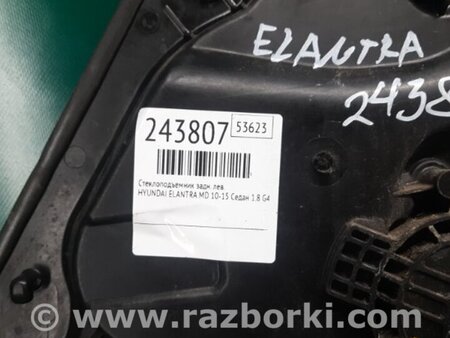 ELANTRA
2438
243807 53623
Стеклоподъемник задн. лев.
HYUNDAI ELANTRA MD 10-15 Седан 1.8 G4
www.razborki.com